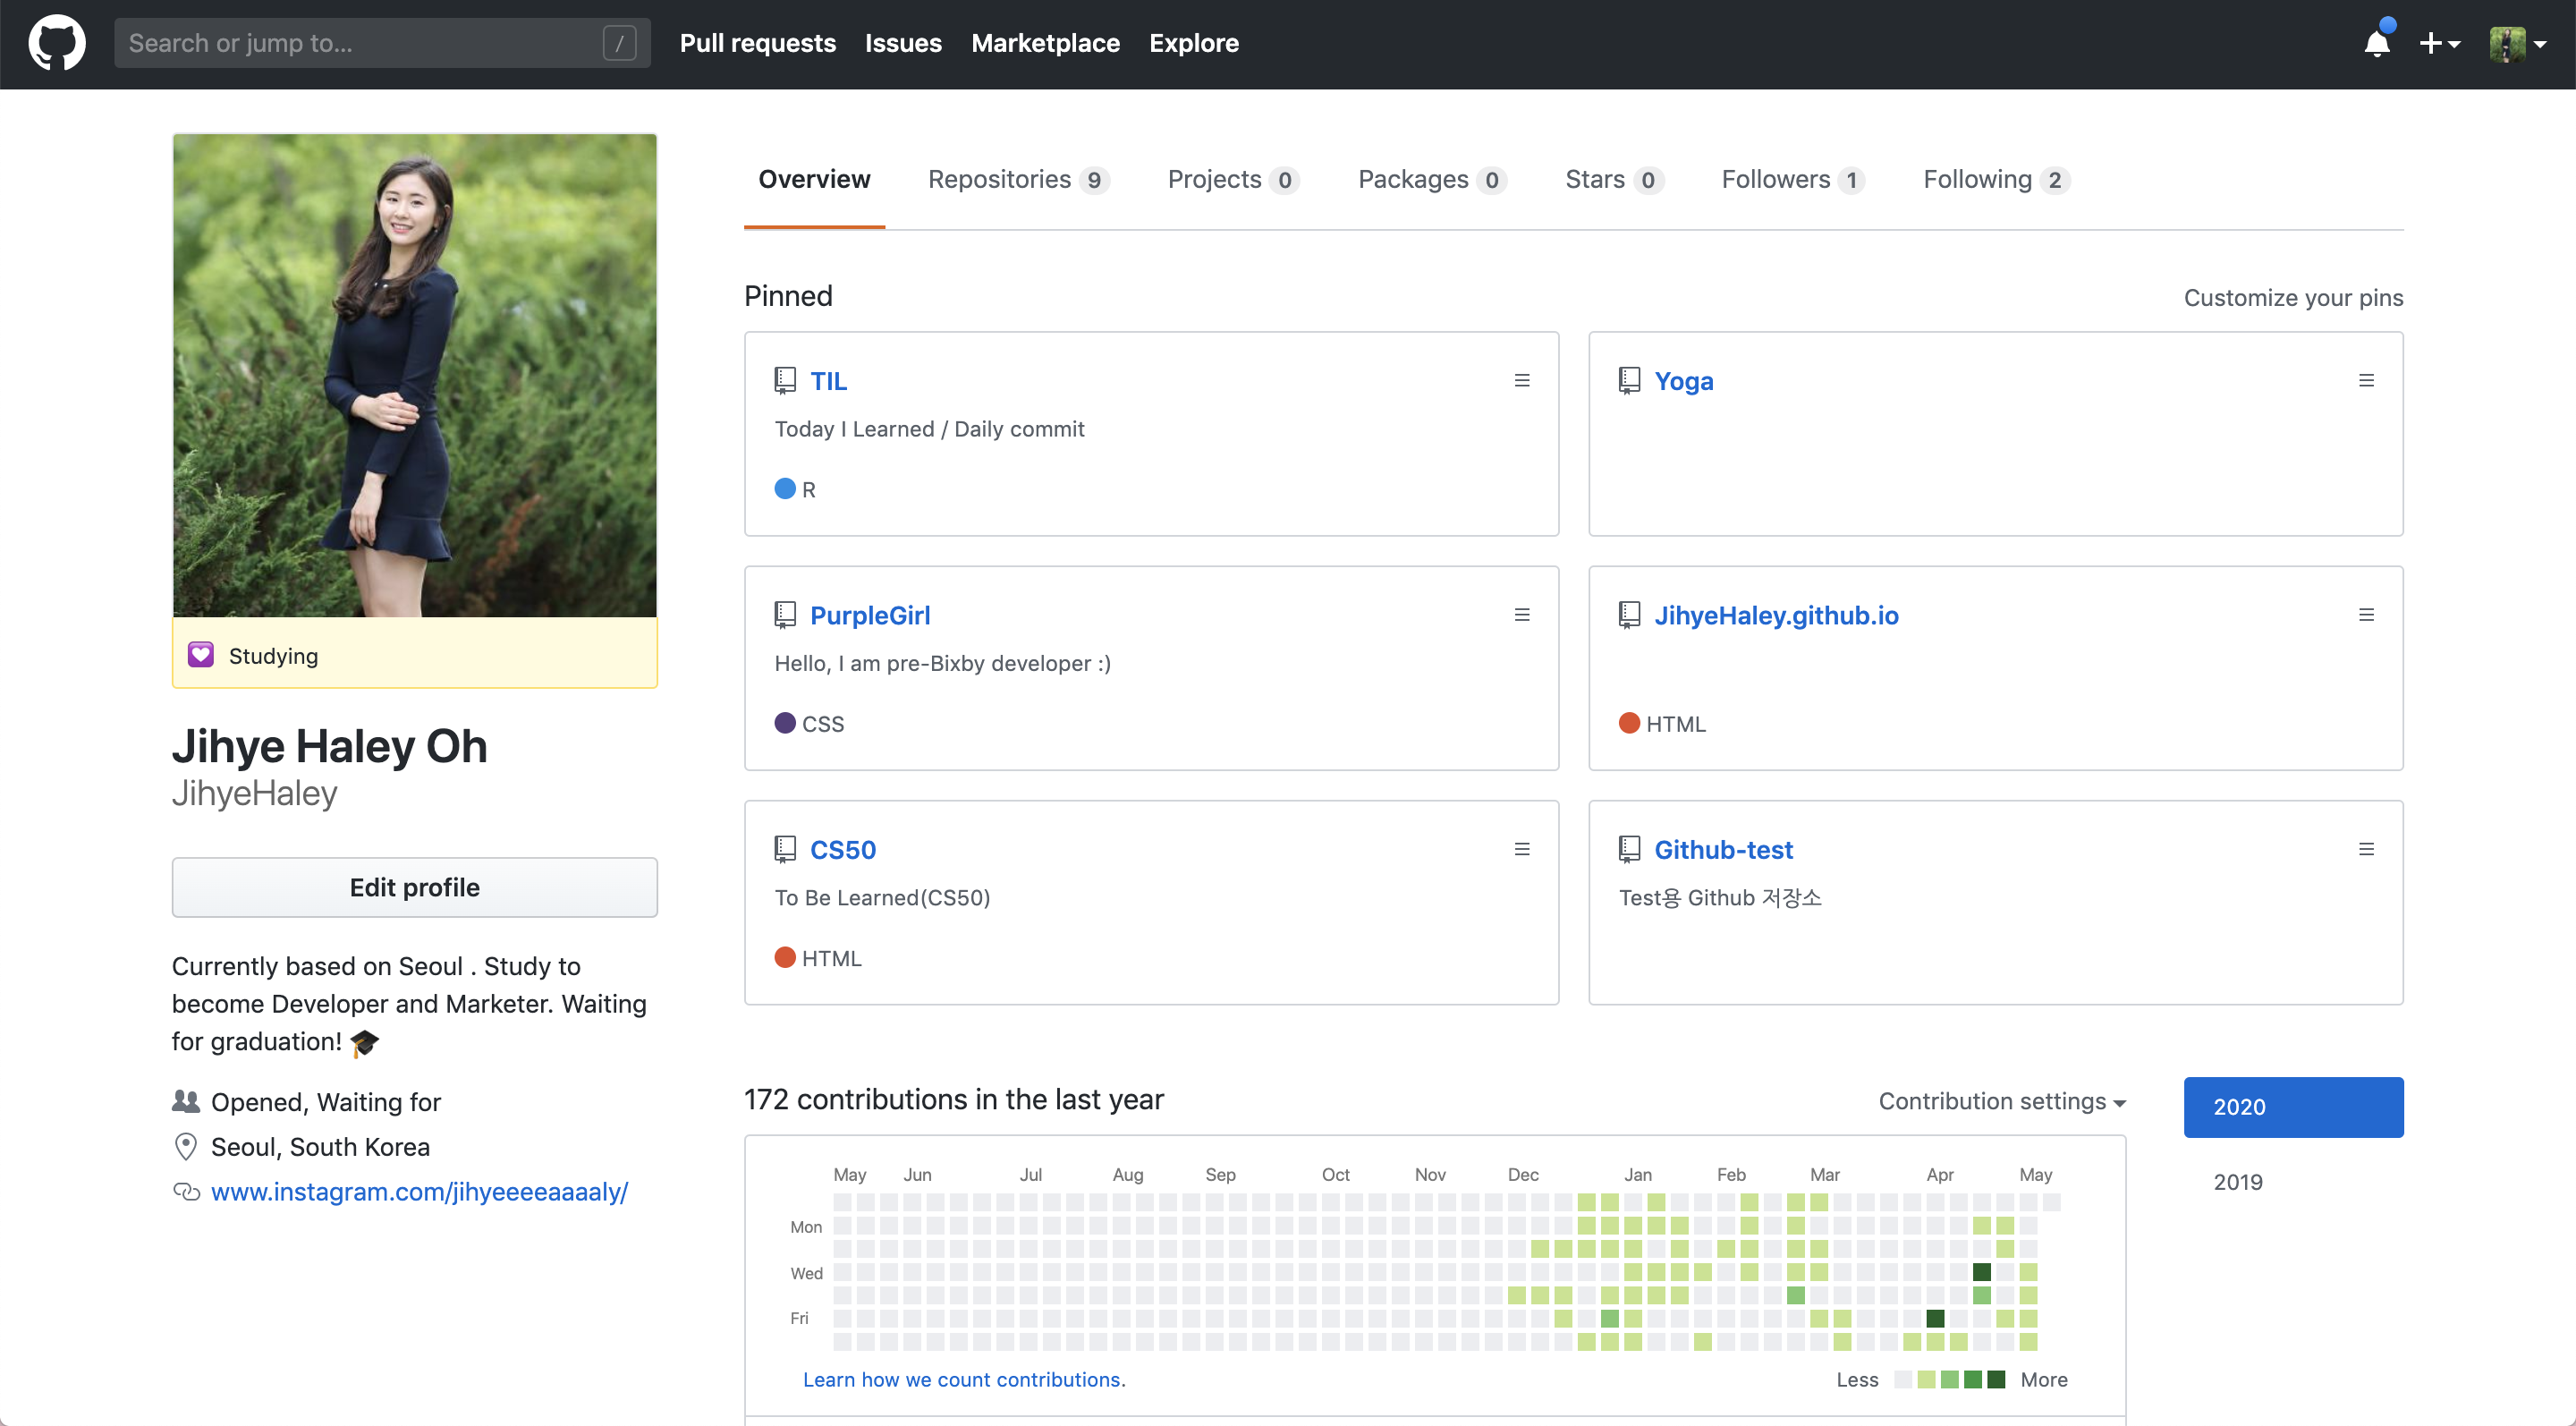 Search or jump to... /
Pull requests Issues Marketplace Explore
Overview Repositories 9 Projects 0 Packages 0 Stars 0 Followers 1 Following 2
Studying
Jihye Haley Oh
JihyeHaley
Edit profile
Currently based on Seoul . Study to
become Developer and Marketer. Waiting
for graduation! 🎓
Opened, Waiting for
Seoul, South Korea
www.instagram.com/jihyeeeeaaaaly/
Pinned
Customize your pins
TIL
Today I Learned / Daily commit
R
Yoga
PurpleGirl
Hello, I am pre-Bixby developer :)
CSS
JihyeHaley.github.io
HTML
CS50
To Be Learned(CS50)
HTML
Github-test
Test용 Github 저장소
172 contributions in the last year
Contribution settings
2020
2019
May Jun Jul Aug Sep Oct Nov Dec Jan Feb Mar Apr May
Mon
Wed
Fri
Learn how we count contributions.
Less More